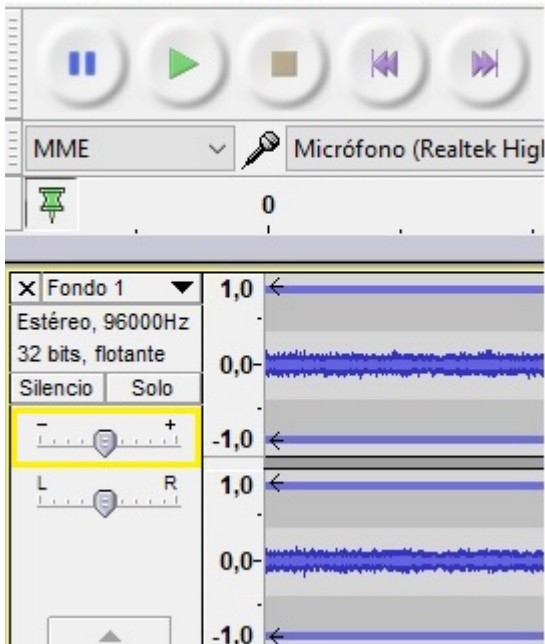 MME Micrófono (Realtek Higl
0
Fondo 1 1,0
Estéreo, 96000Hz
32 bits, flotante 0,0-
Silencio Solo
- + -1,0
L R 1,0
0,0-
-1,0